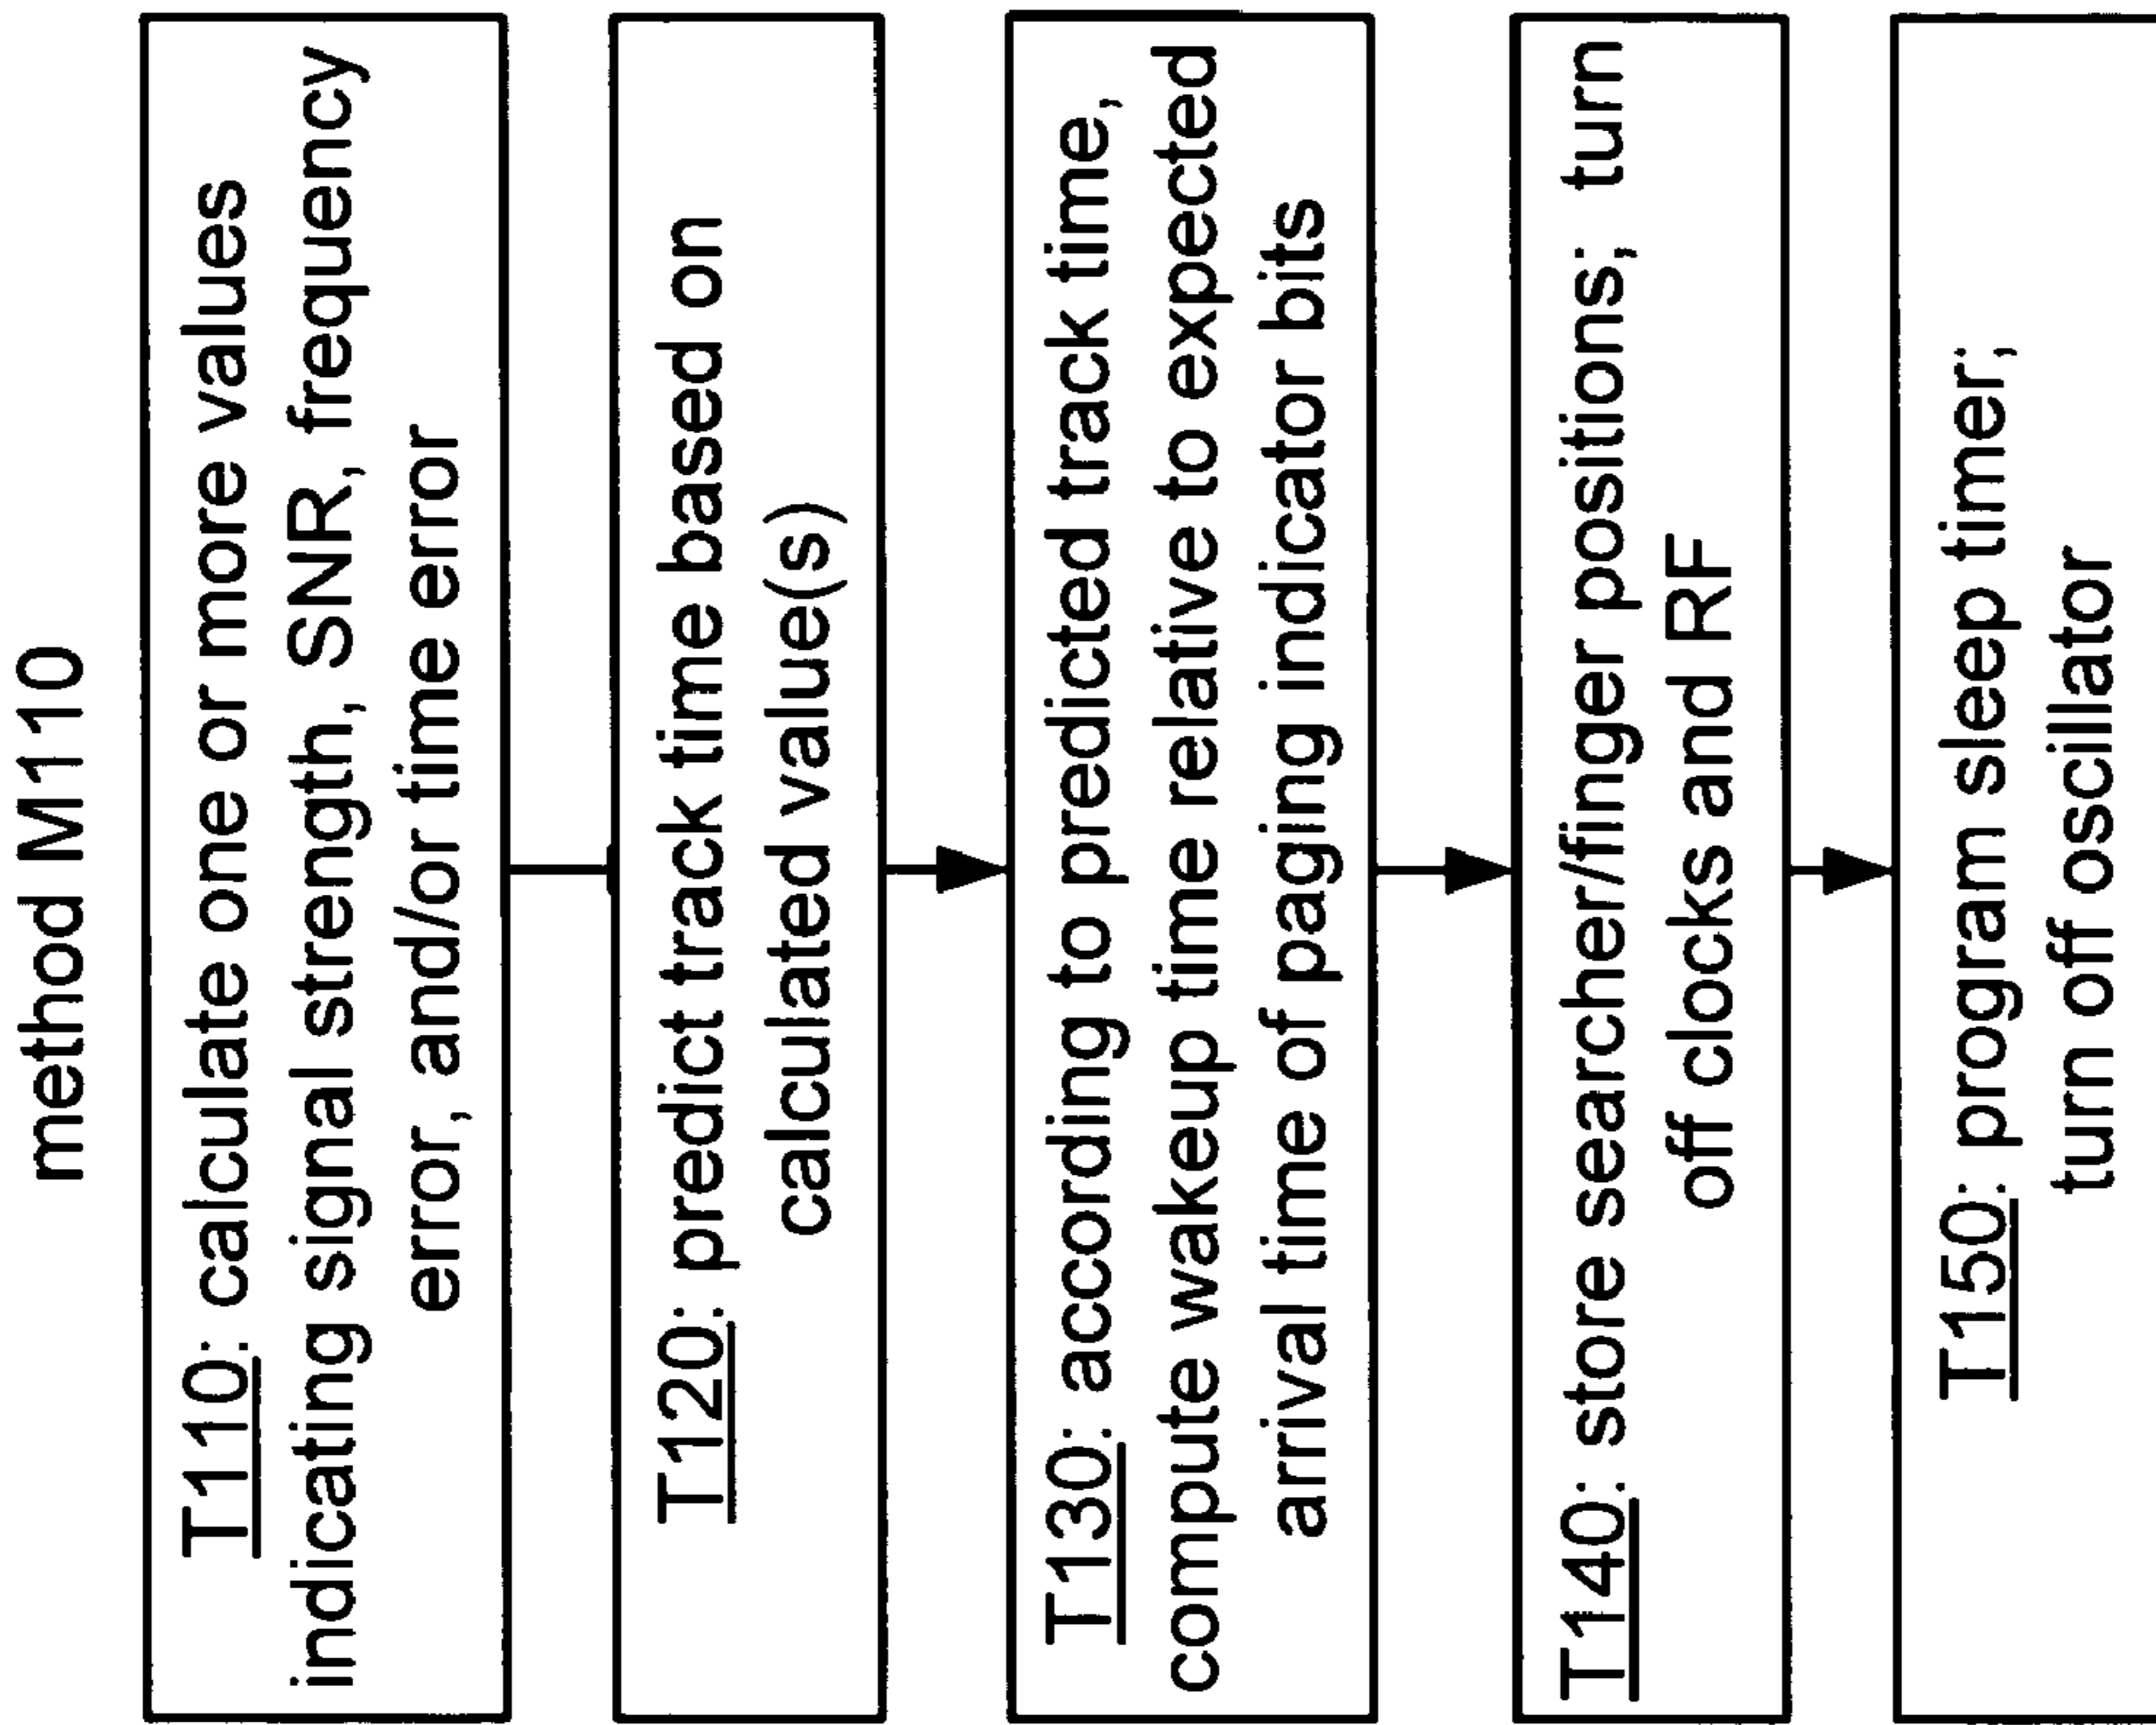 method M110
T110: calculate one or more values
indicating signal strength, SNR, frequency
error, and/or time error
T120: predict track time based on
calculated value(s)
T130: according to predicted track time,
compute wakeup time relative to expected
arrival time of paging indicator bits
T140: store searcher/finger positions; turn
off clocks and RF
T150: program sleep timer;
turn off oscillator